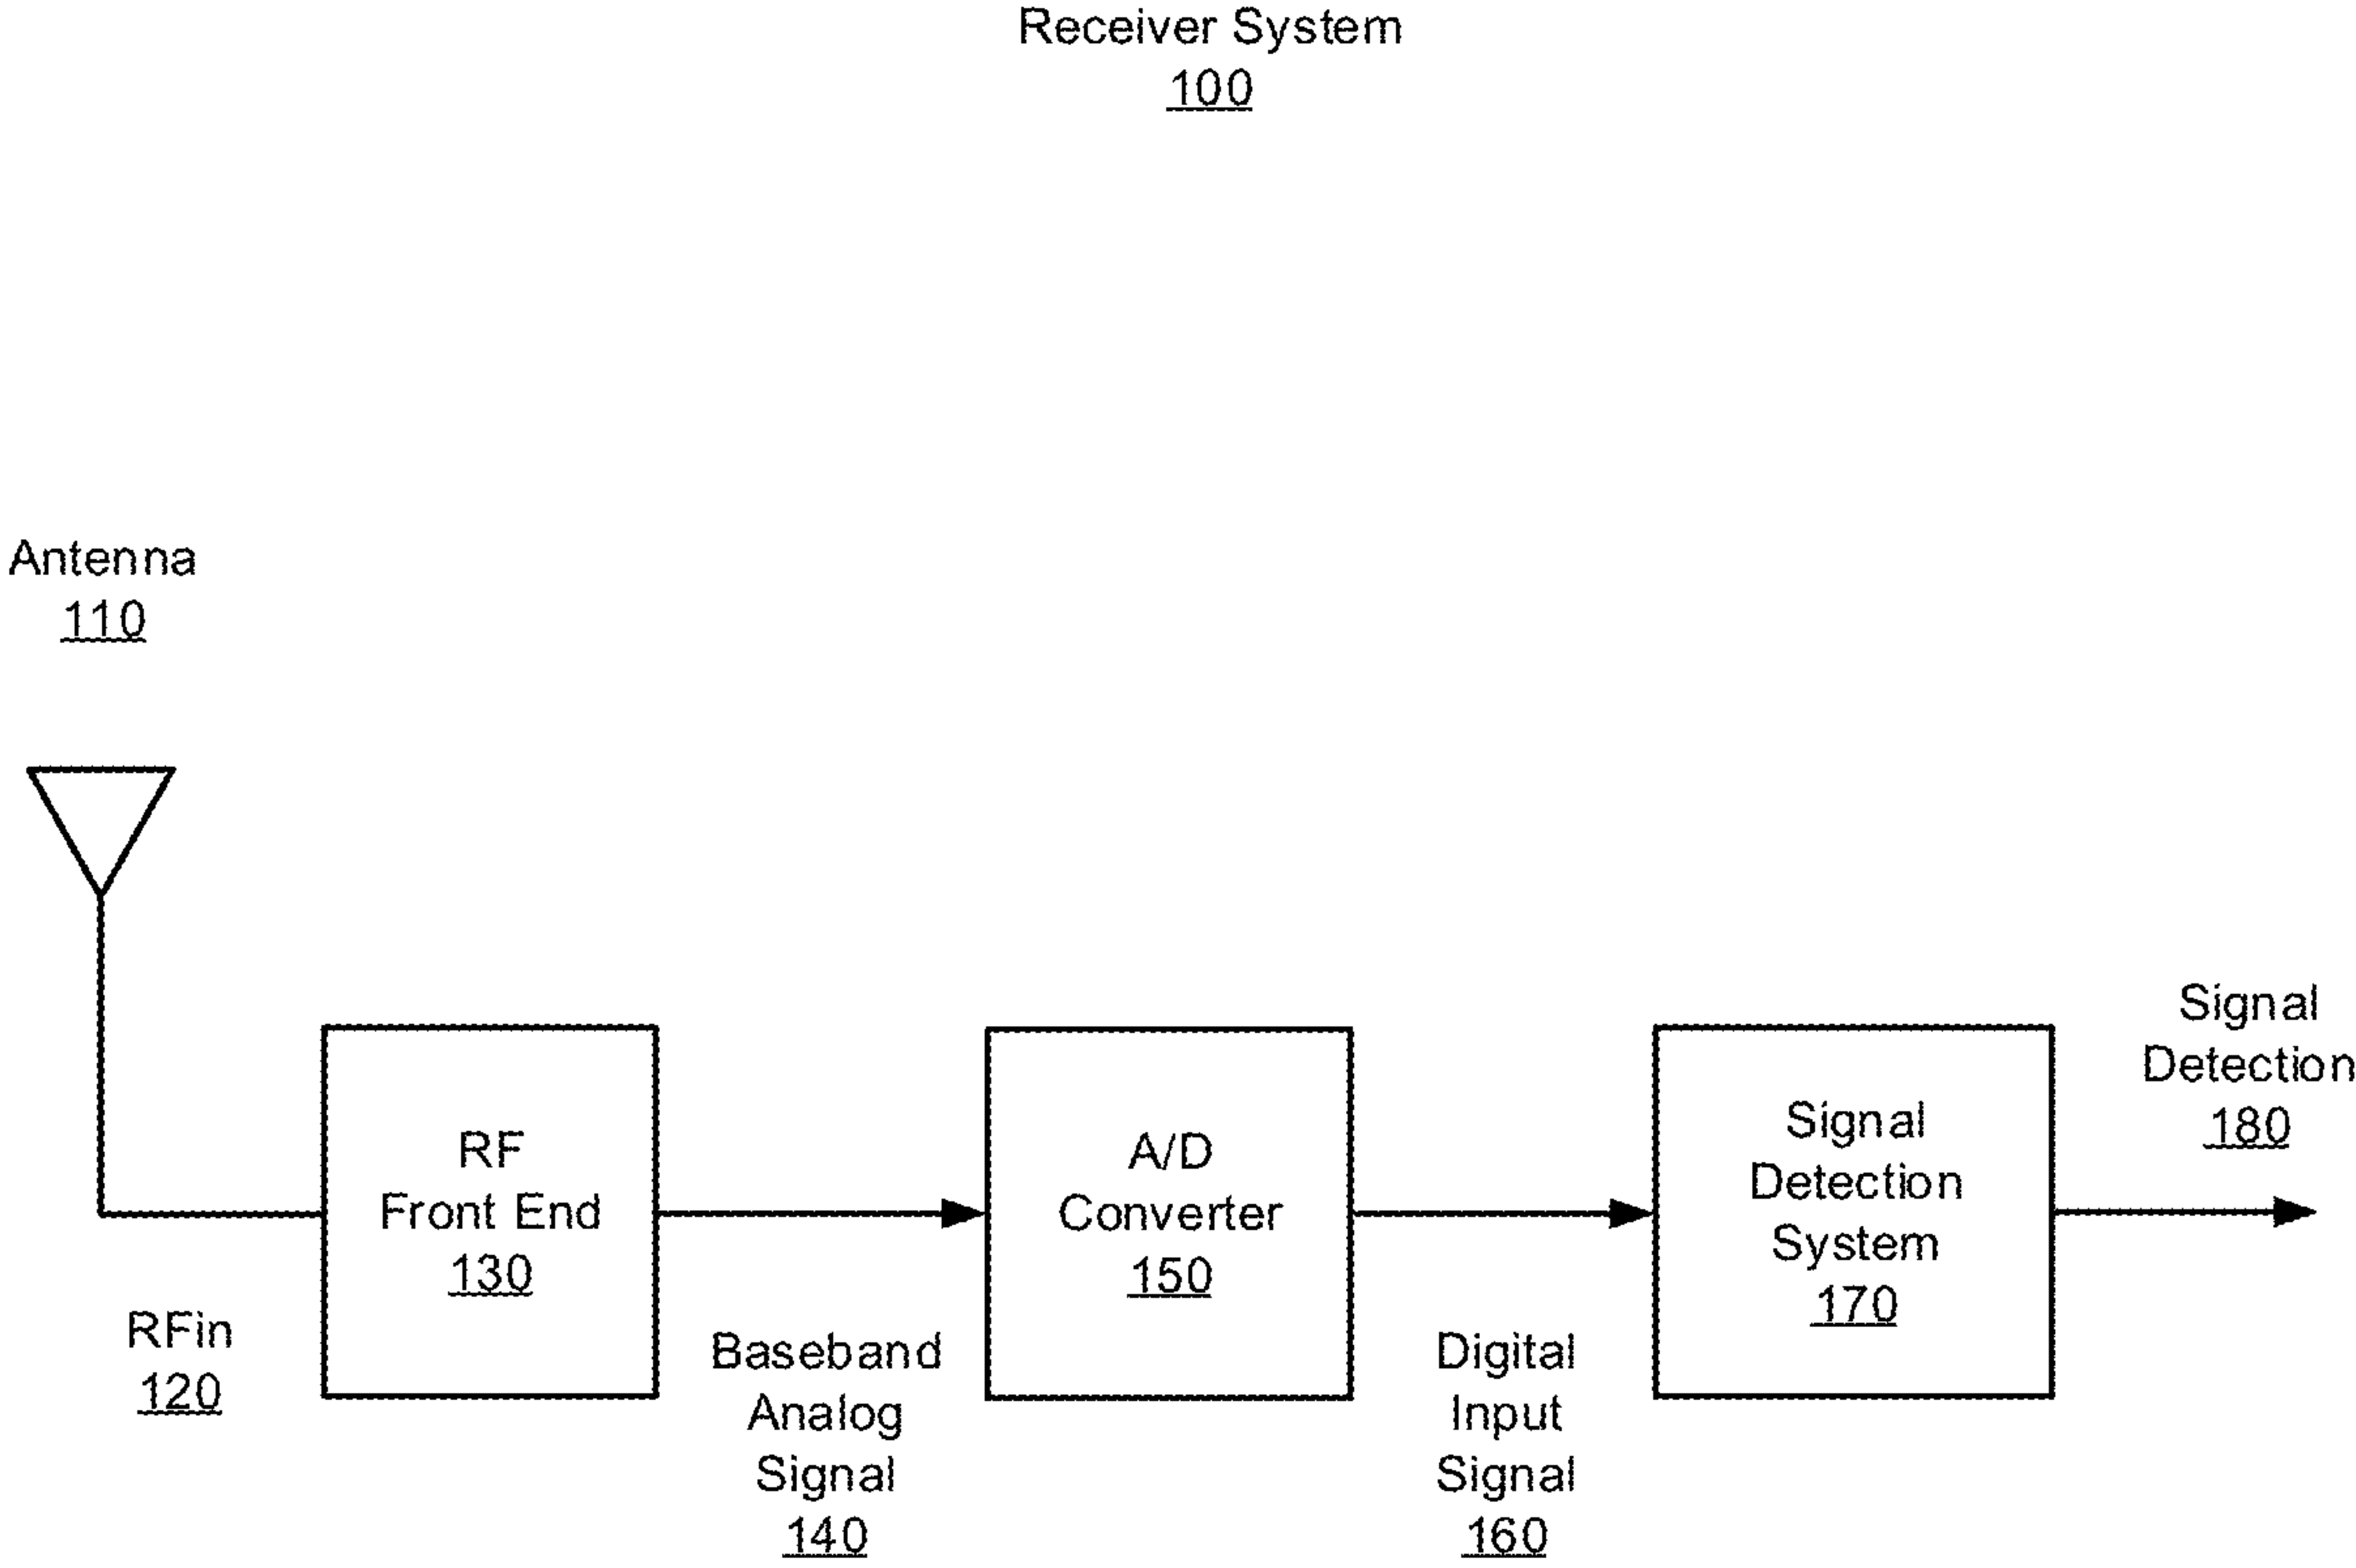 Receiver System
100
Antenna
110
RFin
120
RF
Front End
130
Baseband
Analog
Signal
140
A/D
Converter
150
Digital
Input
Signal
160
Signal
Detection
System
170
Signal
Detection
180